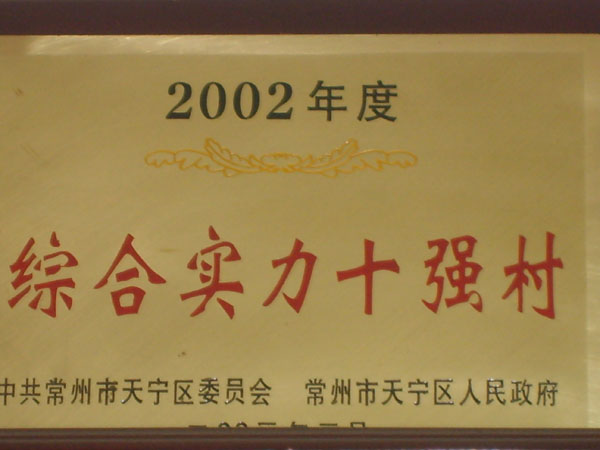 2002年度
综合实力十强村
中共常州市天宁区委员会 常州市天宁区人民政府